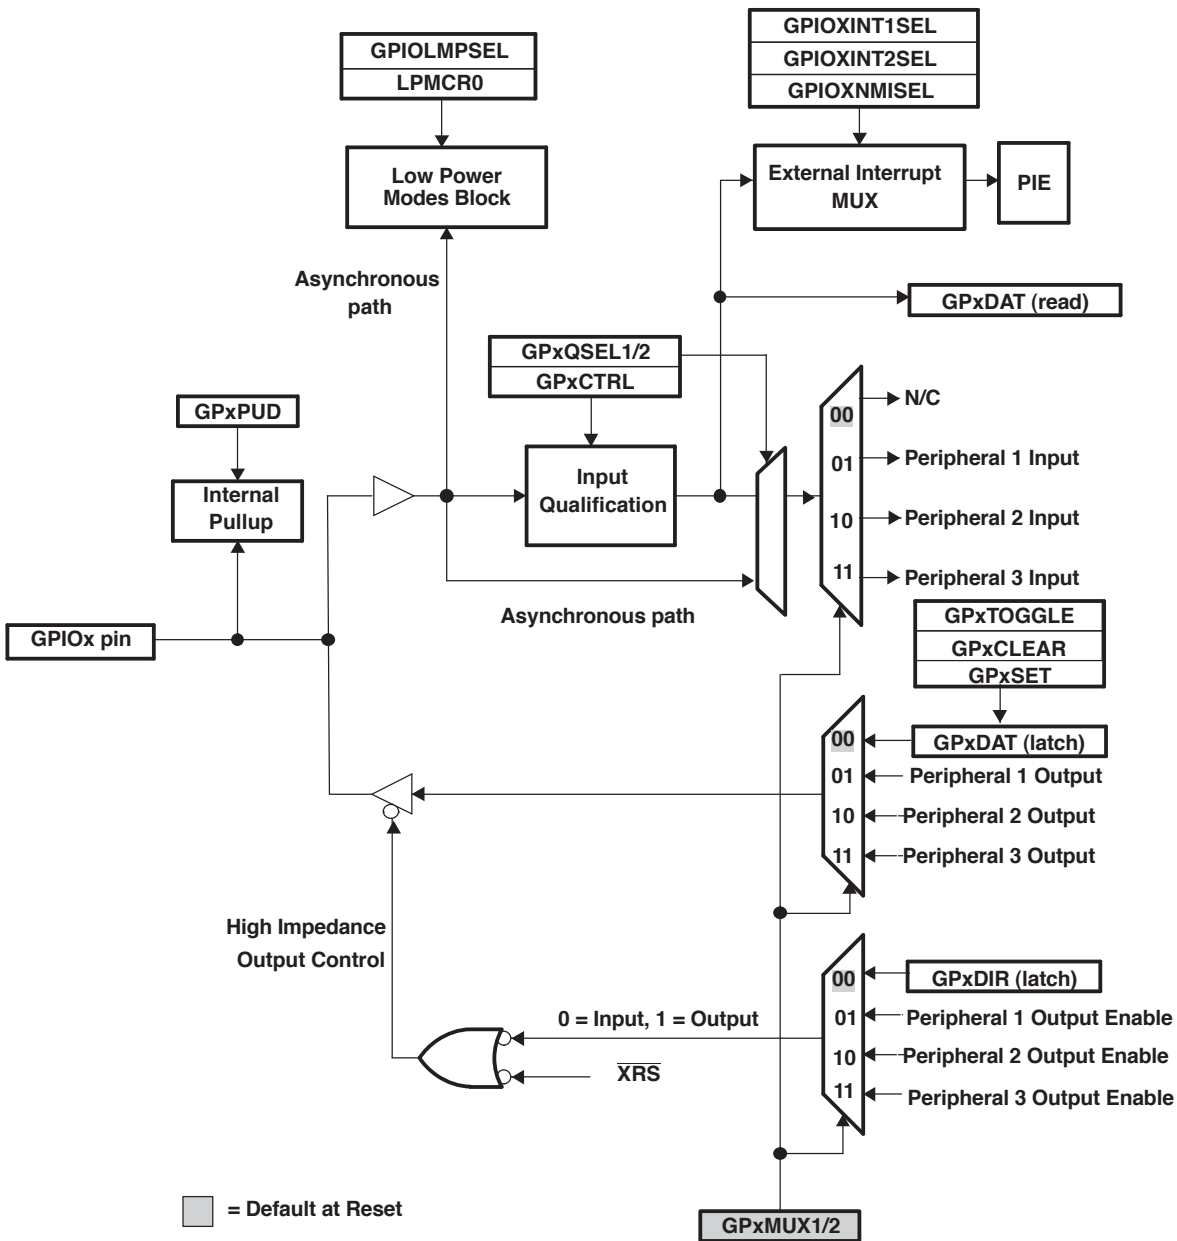 GPIOLMPSEL
LPMCR0
GPIOXINT1SEL
GPIOXINT2SEL
GPIOXNMISEL
Low Power
Modes Block
External Interrupt
MUX
PIE
Asynchronous
path
GPxDAT (read)
GPxQSEL1/2
GPxCTRL
GPxPUD
Internal
Pullup
Input
Qualification
00
01
10
11
N/C
Peripheral 1 Input
Peripheral 2 Input
Peripheral 3 Input
Asynchronous path
GPIOx pin
GPxTOGGLE
GPxCLEAR
GPxSET
00
01
10
11
GPxDAT (latch)
Peripheral 1 Output
Peripheral 2 Output
Peripheral 3 Output
High Impedance
Output Control
00
01
10
11
GPxDIR (latch)
Peripheral 1 Output Enable
Peripheral 2 Output Enable
Peripheral 3 Output Enable
0 = Input, 1 = Output
XRS
= Default at Reset
GPxMUX1/2